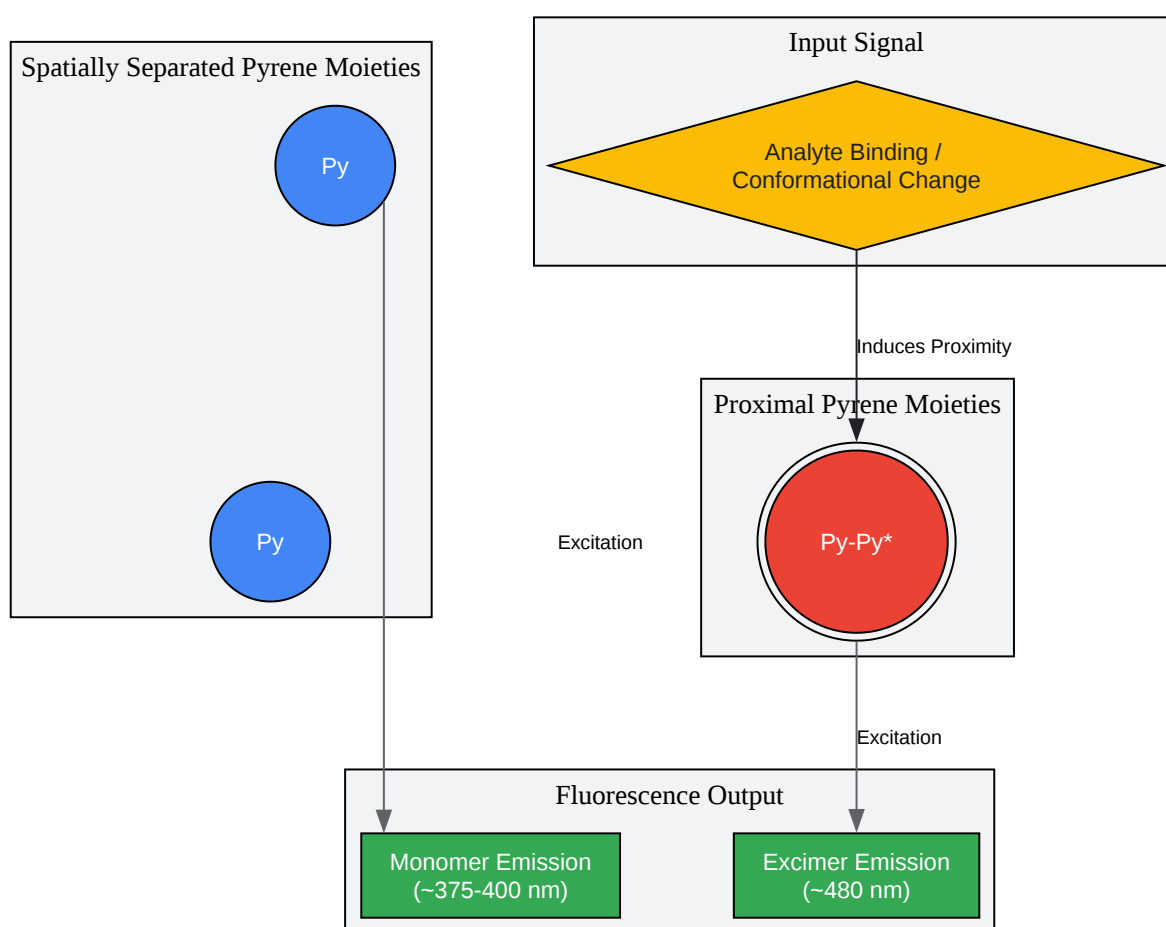 Input Signal
Spatially Separated Pyrene Moieties
Py
Analyte Binding /
Conformational Change
Induces Proximity
Proximal Pyrene Moieties
Py
Excitation
Py-Py*
Excitation
Fluorescence Output
Monomer Emission
(~375-400 nm)
Excimer Emission
(~480 nm)